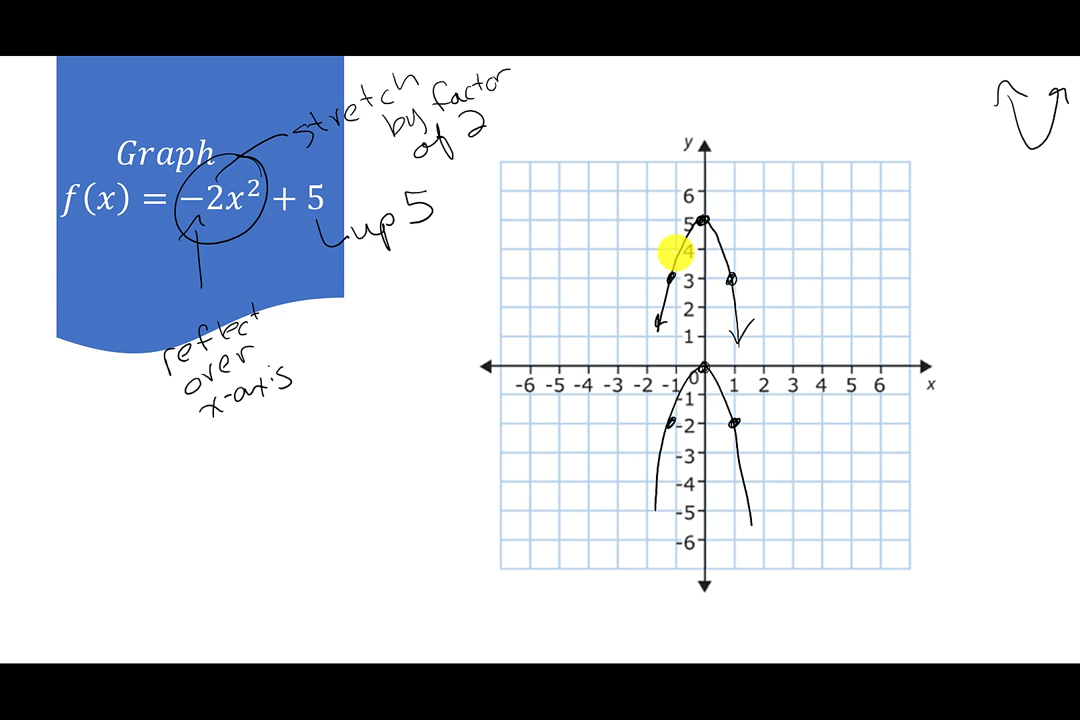 Graph
f(x) = −2x² + 5
stretch
by factor
of 2
up 5
reflect
over
x-axis
y
6
5
4
3
2
1
-6 -5 -4 -3 -2 -1 0 1 2 3 4 5 6 x
-1
-2
-3
-4
-5
-6